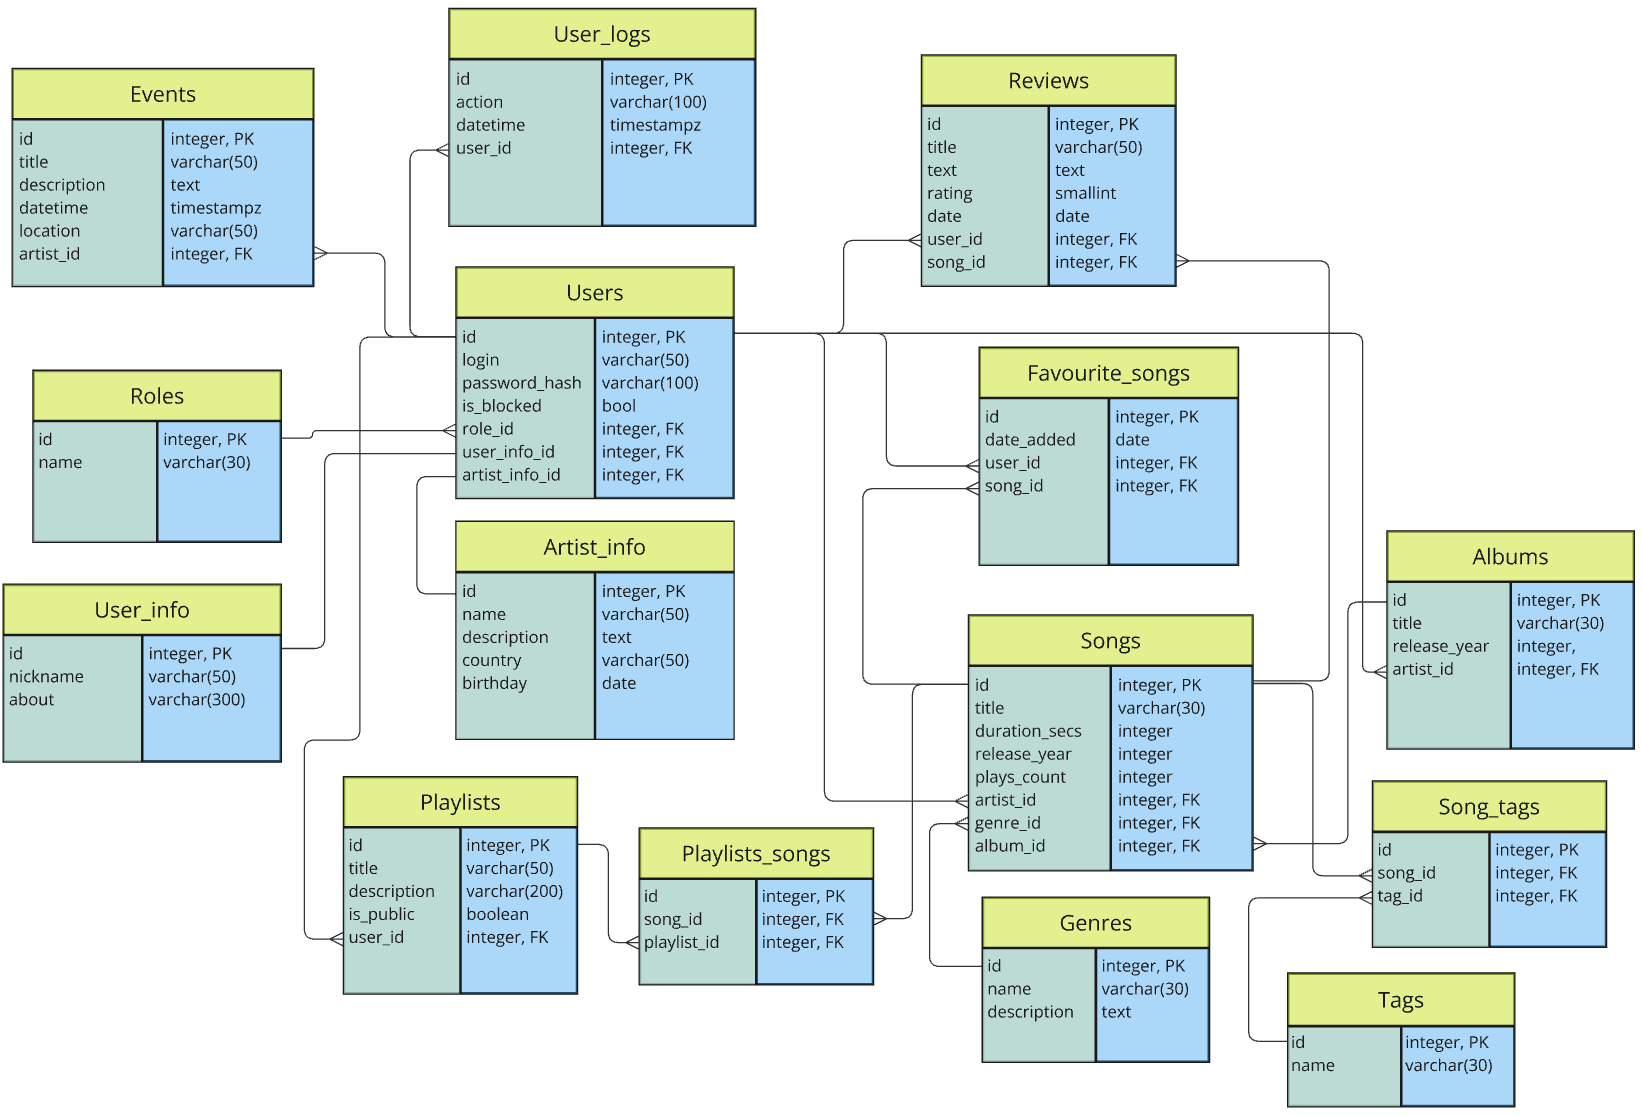 User_logs
id integer, PK
action varchar(100)
datetime timestampz
user_id integer, FK
Events
id integer, PK
title varchar(50)
description text
datetime timestampz
location varchar(50)
artist_id integer, FK
Reviews
id integer, PK
title varchar(50)
text text
rating smallint
date date
user_id integer, FK
song_id integer, FK
Users
id integer, PK
login varchar(50)
password_hash varchar(100)
is_blocked bool
role_id integer, FK
user_info_id integer, FK
artist_info_id integer, FK
Roles
id integer, PK
name varchar(30)
Favourite_songs
id integer, PK
date_added date
user_id integer, FK
song_id integer, FK
Artist_info
id integer, PK
name varchar(50)
description text
country varchar(50)
birthday date
User_info
id integer, PK
nickname varchar(50)
about varchar(300)
Albums
id integer, PK
title varchar(30)
release_year integer,
artist_id integer, FK
Songs
id integer, PK
title varchar(30)
duration_secs integer
release_year integer
plays_count integer
artist_id integer, FK
genre_id integer, FK
album_id integer, FK
Playlists
id integer, PK
title varchar(50)
description varchar(200)
is_public boolean
user_id integer, FK
Playlists_songs
id integer, PK
song_id integer, FK
playlist_id integer, FK
Song_tags
id integer, PK
song_id integer, FK
tag_id integer, FK
Genres
id integer, PK
name varchar(30)
description text
Tags
id integer, PK
name varchar(30)